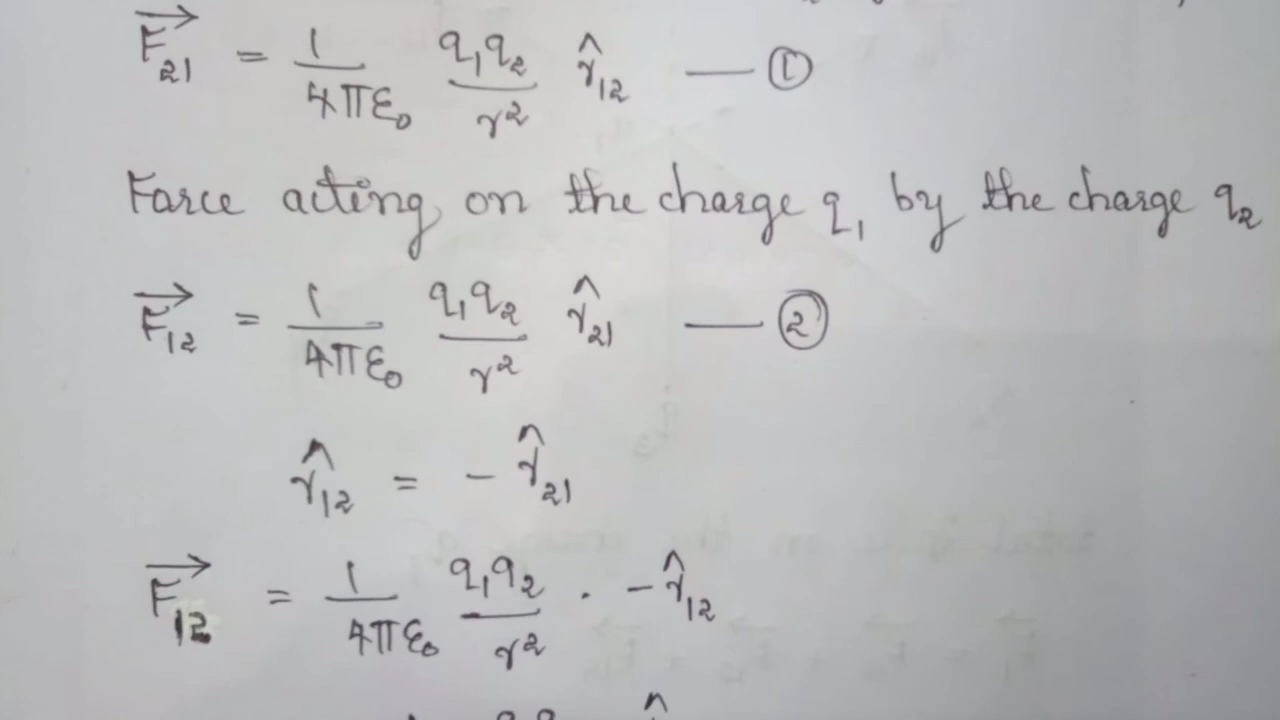 F⃗₂₁ = 1/4πε₀ q₁q₂/r² r̂₁₂ — ①
Farce acting on the charge q₁ by the charge q₂
F⃗₁₂ = 1/4πε₀ q₁q₂/r² r̂₂₁ — ②
r̂₁₂ = - r̂₂₁
F⃗₁₂ = 1/4πε₀ q₁q₂/r² . - r̂₁₂